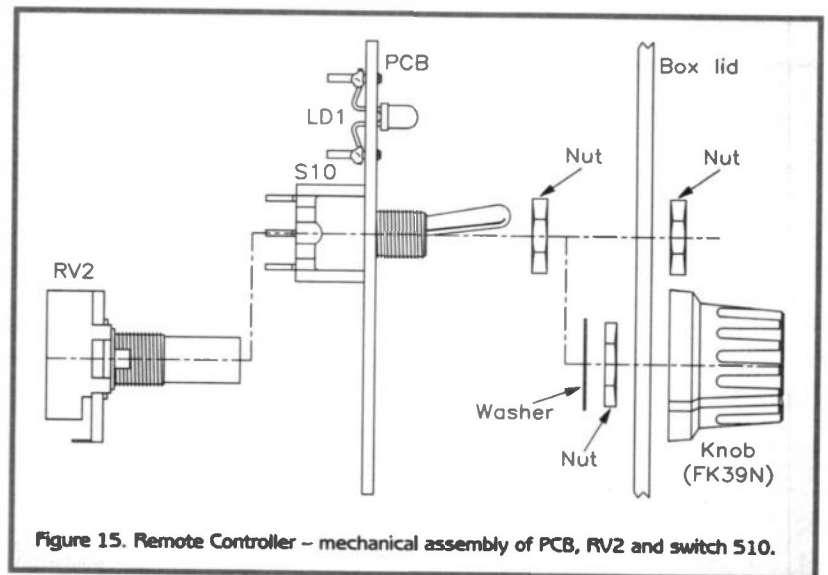 PCB
Box lid
LD1
Nut
Nut
S10
RV2
Washer
Nut
Knob
(FK39N)
Figure 15. Remote Controller – mechanical assembly of PCB, RV2 and switch 510.